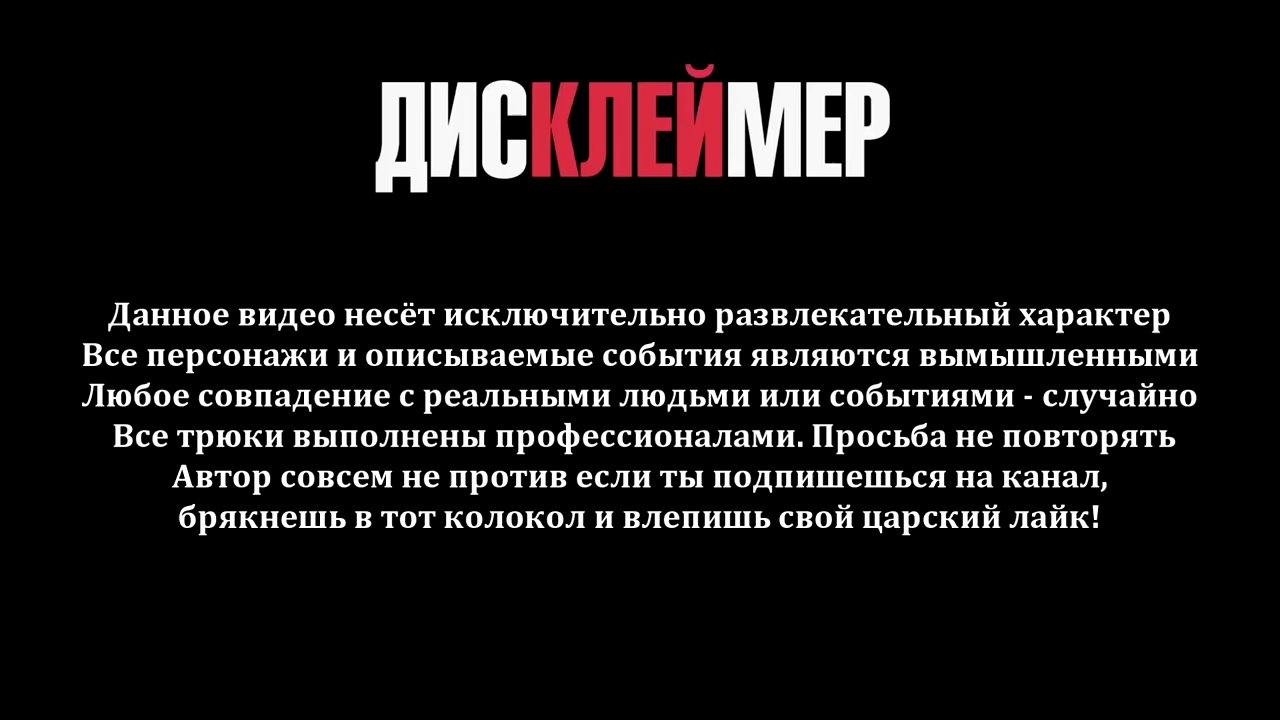 ДИСКЛЕЙМЕР
Данное видео несёт исключительно развлекательный характер
Все персонажи и описываемые события являются вымышленными
Любое совпадение с реальными людьми или событиями - случайно
Все трюки выполнены профессионалами. Просьба не повторять
Автор совсем не против если ты подпишешься на канал,
брякнешь в тот колокол и влепишь свой царский лайк!